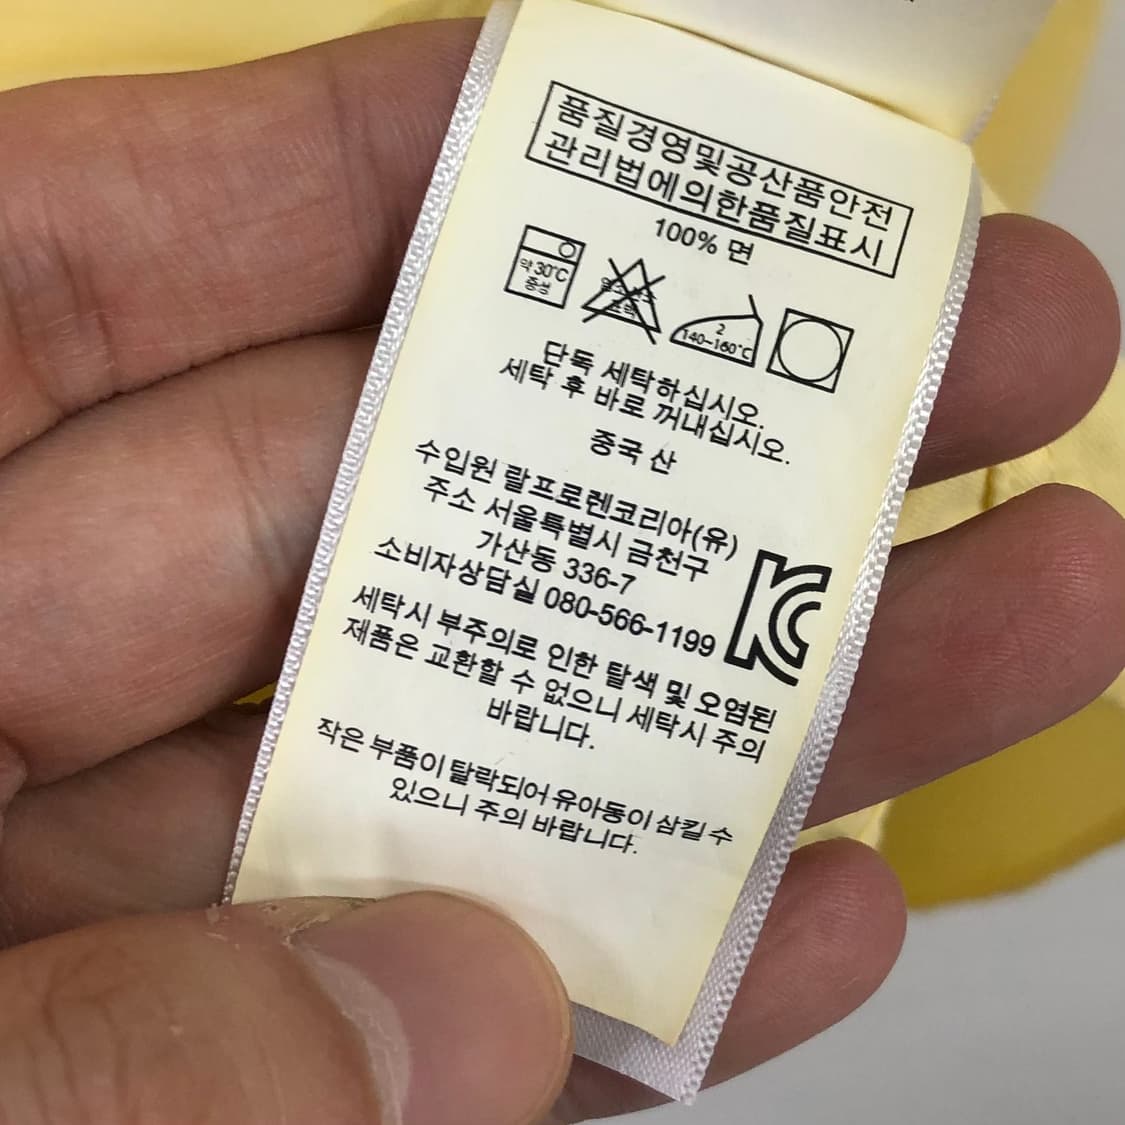 품질경영및공산품안전
관리법에의한품질표시
100% 면
약 30℃
중성
2
140~160℃
단독 세탁하십시오.
세탁 후 바로 꺼내십시오.
중국 산
수입원 랄프로렌코리아(유)
주소 서울특별시 금천구
가산동 336-7
소비자상담실 080-566-1199
세탁시 부주의로 인한 탈색 및 오염된
제품은 교환할 수 없으니 세탁시 주의
바랍니다.
작은 부품이 탈락되어 유아동이 삼킬 수
있으니 주의 바랍니다.